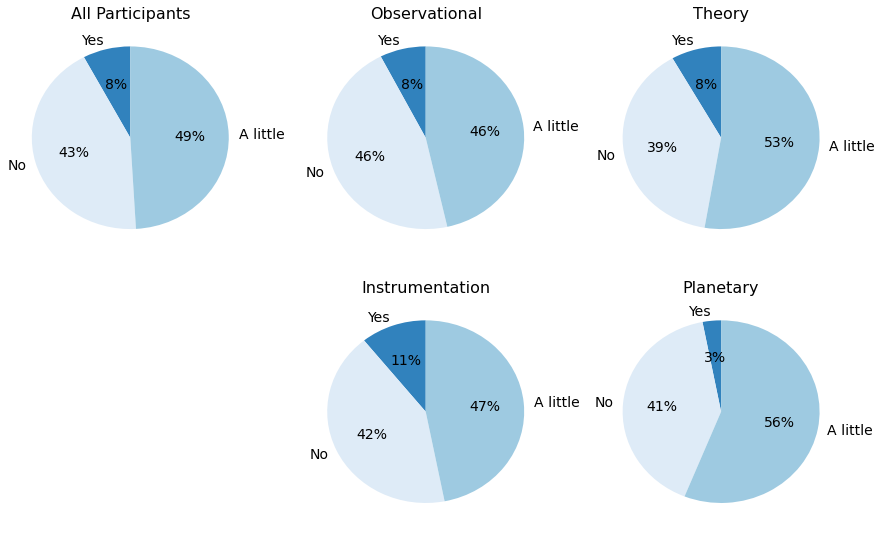 All Participants
Yes
8%
49%
A little
43%
No
Observational
Yes
8%
46%
A little
46%
No
Theory
Yes
8%
53%
A little
39%
No
Instrumentation
Yes
11%
47%
A little
42%
No
Planetary
Yes
3%
56%
A little
41%
No